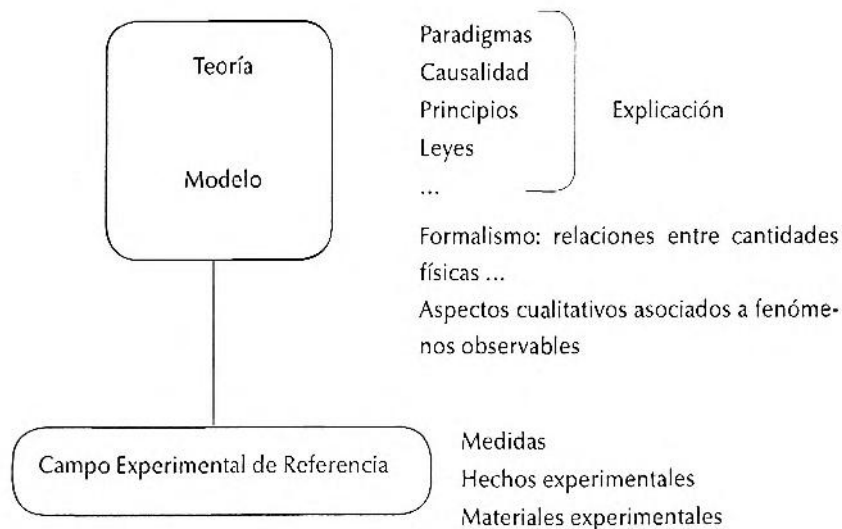 Teoría
Modelo
Paradigmas
Causalidad
Principios
Leyes
...
Explicación
Formalismo: relaciones entre cantidades
físicas ...
Aspectos cualitativos asociados a fenóme-
nos observables
Campo Experimental de Referencia
Medidas
Hechos experimentales
Materiales experimentales